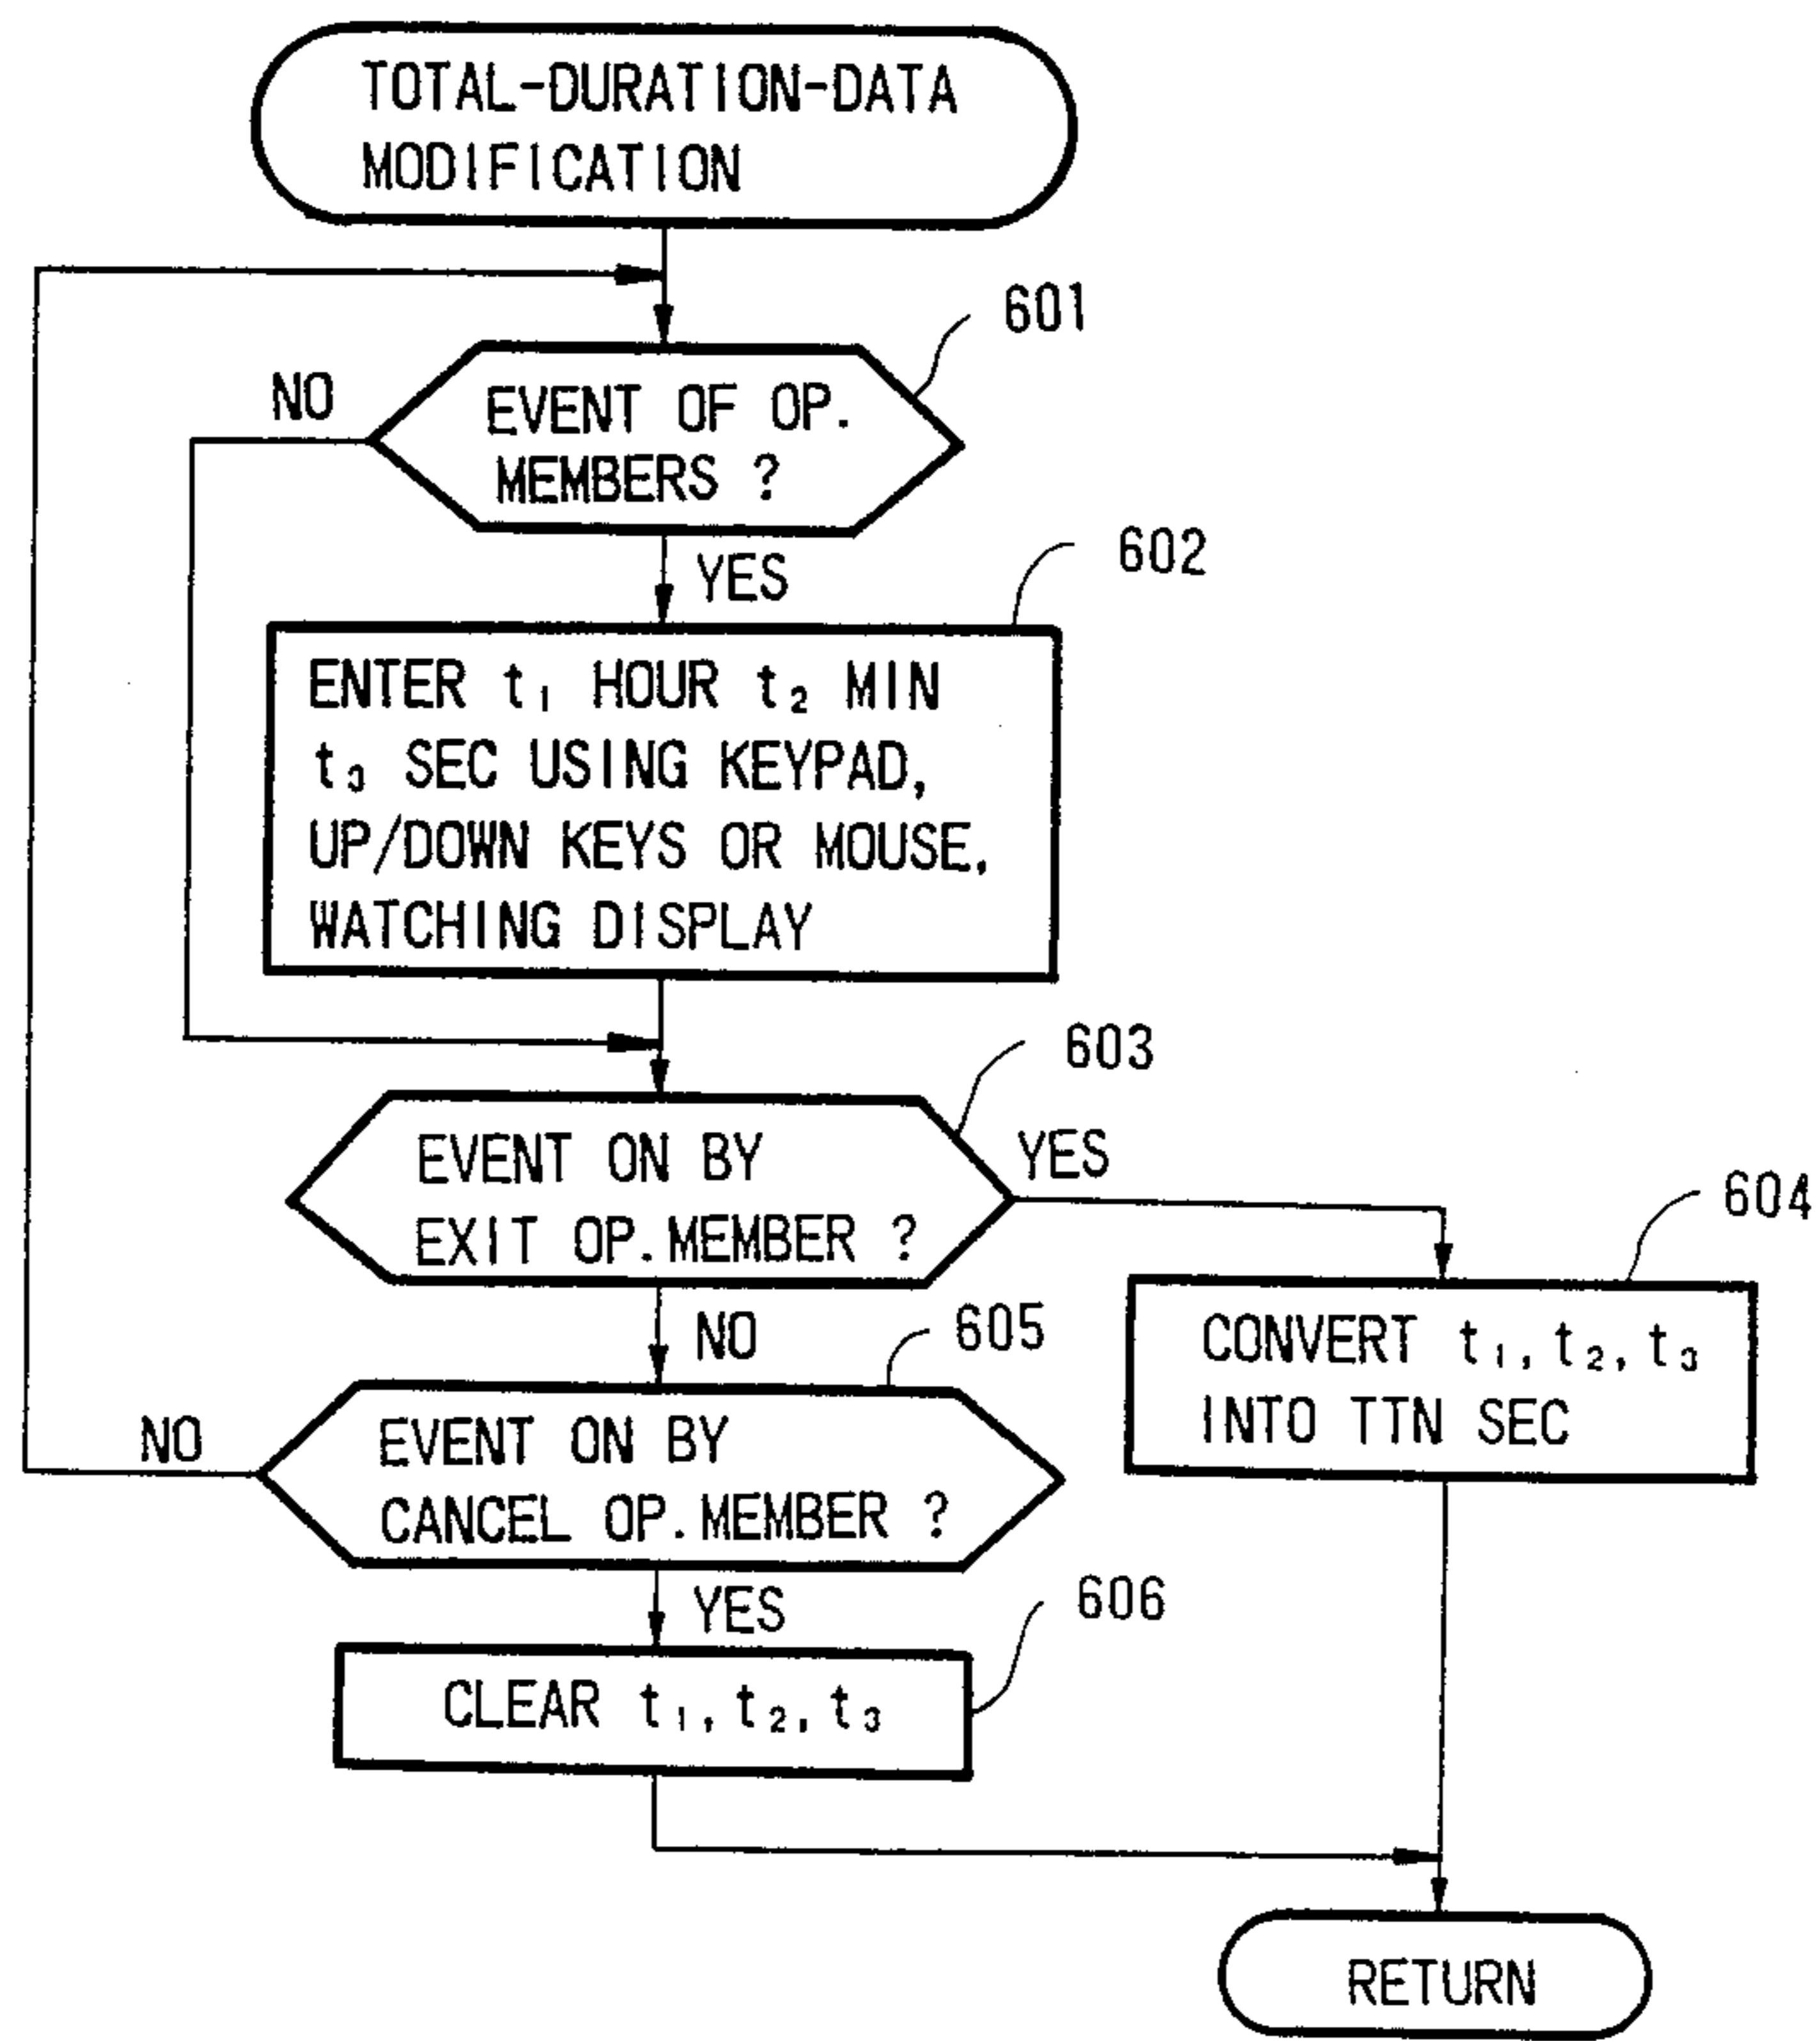 TOTAL-DURATION-DATA
MODIFICATION
601
NO
EVENT OF OP.
MEMBERS ?
YES
602
ENTER t₁ HOUR t₂ MIN
t₃ SEC USING KEYPAD,
UP/DOWN KEYS OR MOUSE,
WATCHING DISPLAY
603
EVENT ON BY
EXIT OP.MEMBER ?
YES
604
CONVERT t₁,t₂,t₃
INTO TTN SEC
NO
605
NO
EVENT ON BY
CANCEL OP.MEMBER ?
YES
606
CLEAR t₁,t₂,t₃
RETURN